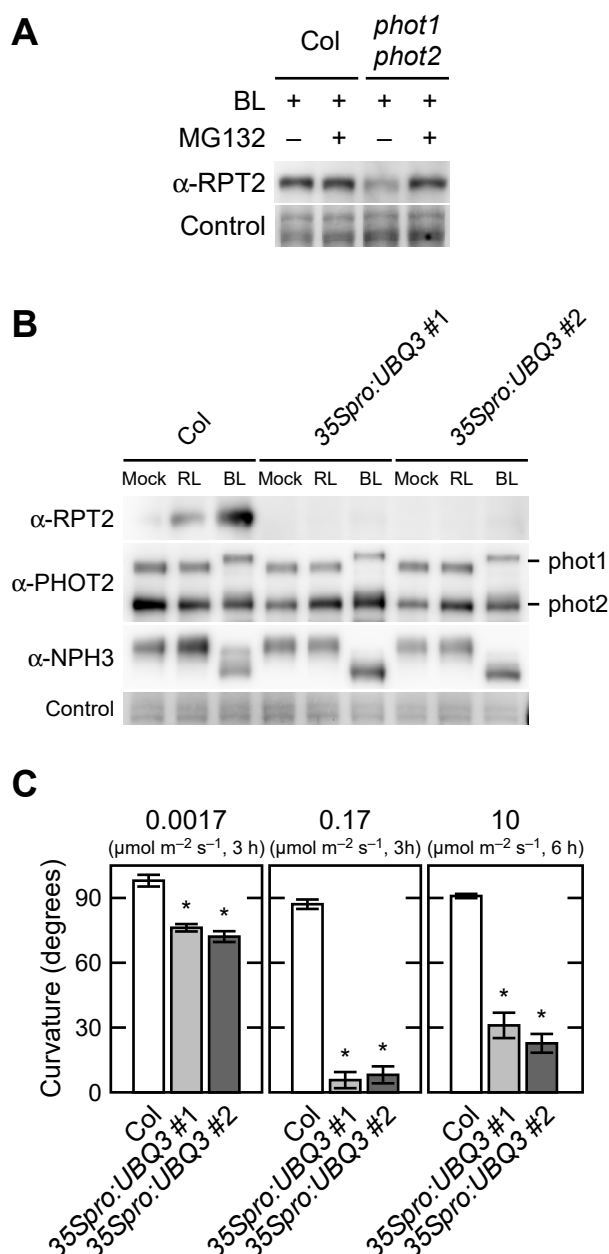 A
Col
phot1
phot2
BL + + + +
MG132 – + – +
α-RPT2
Control
B
Col
35Spro:UBQ3 #1
35Spro:UBQ3 #2
Mock RL BL Mock RL BL Mock RL BL
α-RPT2
α-PHOT2
phot1
phot2
α-NPH3
Control
C
0.0017 0.17 10
(μmol m⁻² s⁻¹, 3 h) (μmol m⁻² s⁻¹, 3h) (μmol m⁻² s⁻¹, 6 h)
Curvature (degrees)
90
60
30
0
* * * * * *
Col
35Spro:UBQ3 #1
35Spro:UBQ3 #2
Col
35Spro:UBQ3 #1
35Spro:UBQ3 #2
Col
35Spro:UBQ3 #1
35Spro:UBQ3 #2